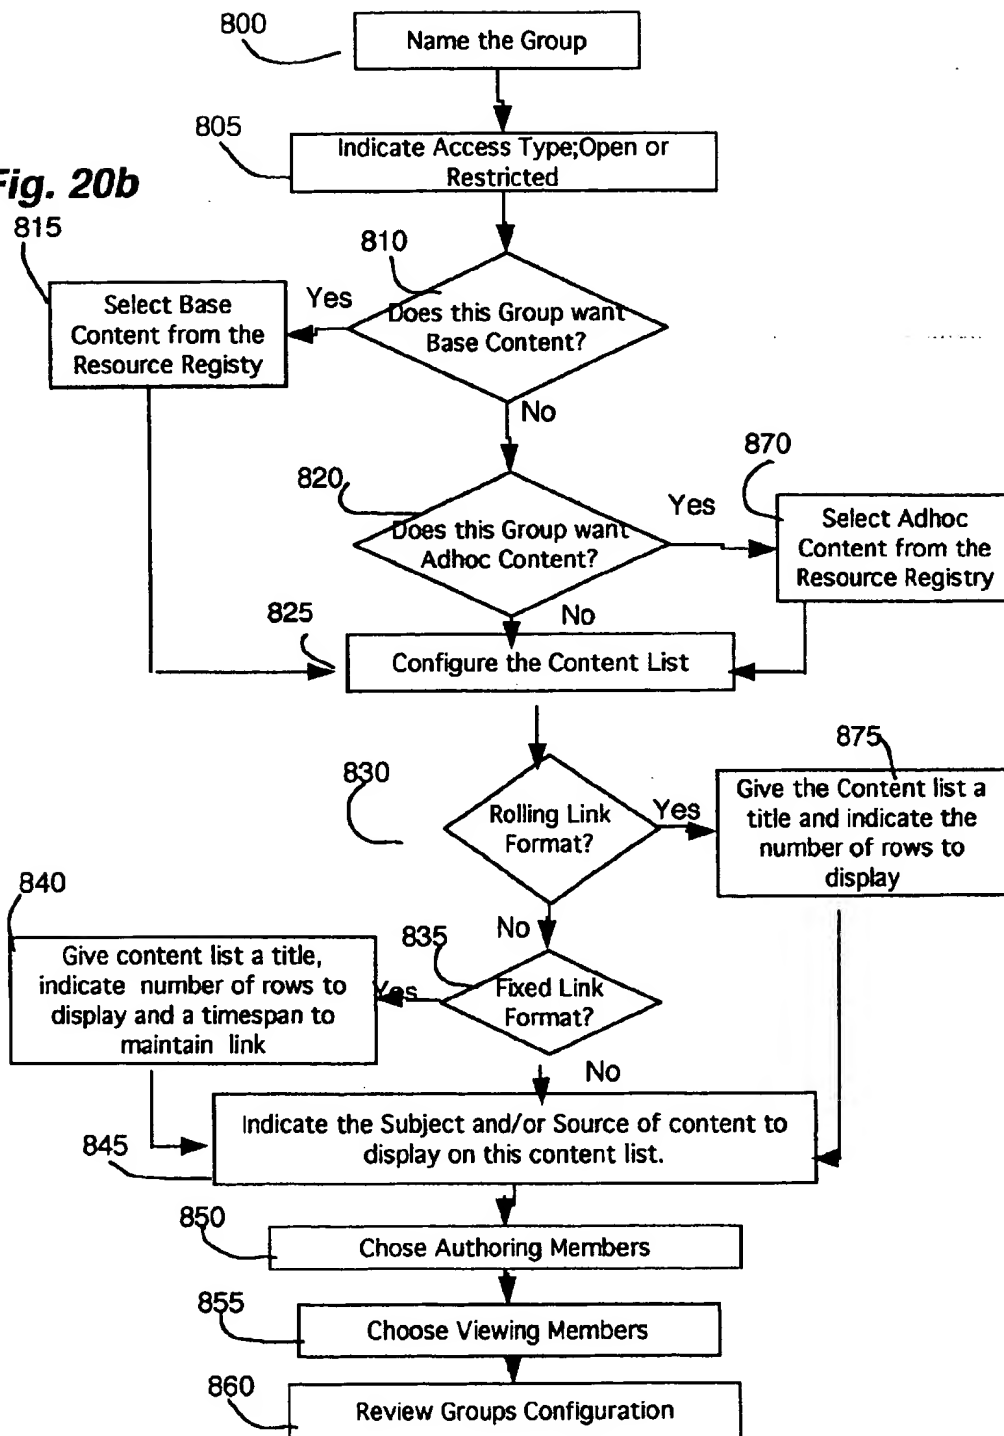 800
Name the Group
805
Indicate Access Type;Open or
Restricted
Fig. 20b
815
810
Select Base
Content from the
Resource Registy
Yes
Does this Group want
Base Content?
No
820
870
Does this Group want
Adhoc Content?
Yes
Select Adhoc
Content from the
Resource Registry
No
825
Configure the Content List
830
Rolling Link
Format?
Yes
875
Give the Content list a
title and indicate the
number of rows to
display
No
840
835
Give content list a title,
indicate number of rows to
display and a timespan to
maintain link
Yes
Fixed Link
Format?
No
Indicate the Subject and/or Source of content to
display on this content list.
845
850
Chose Authoring Members
855
Choose Viewing Members
860
Review Groups Configuration